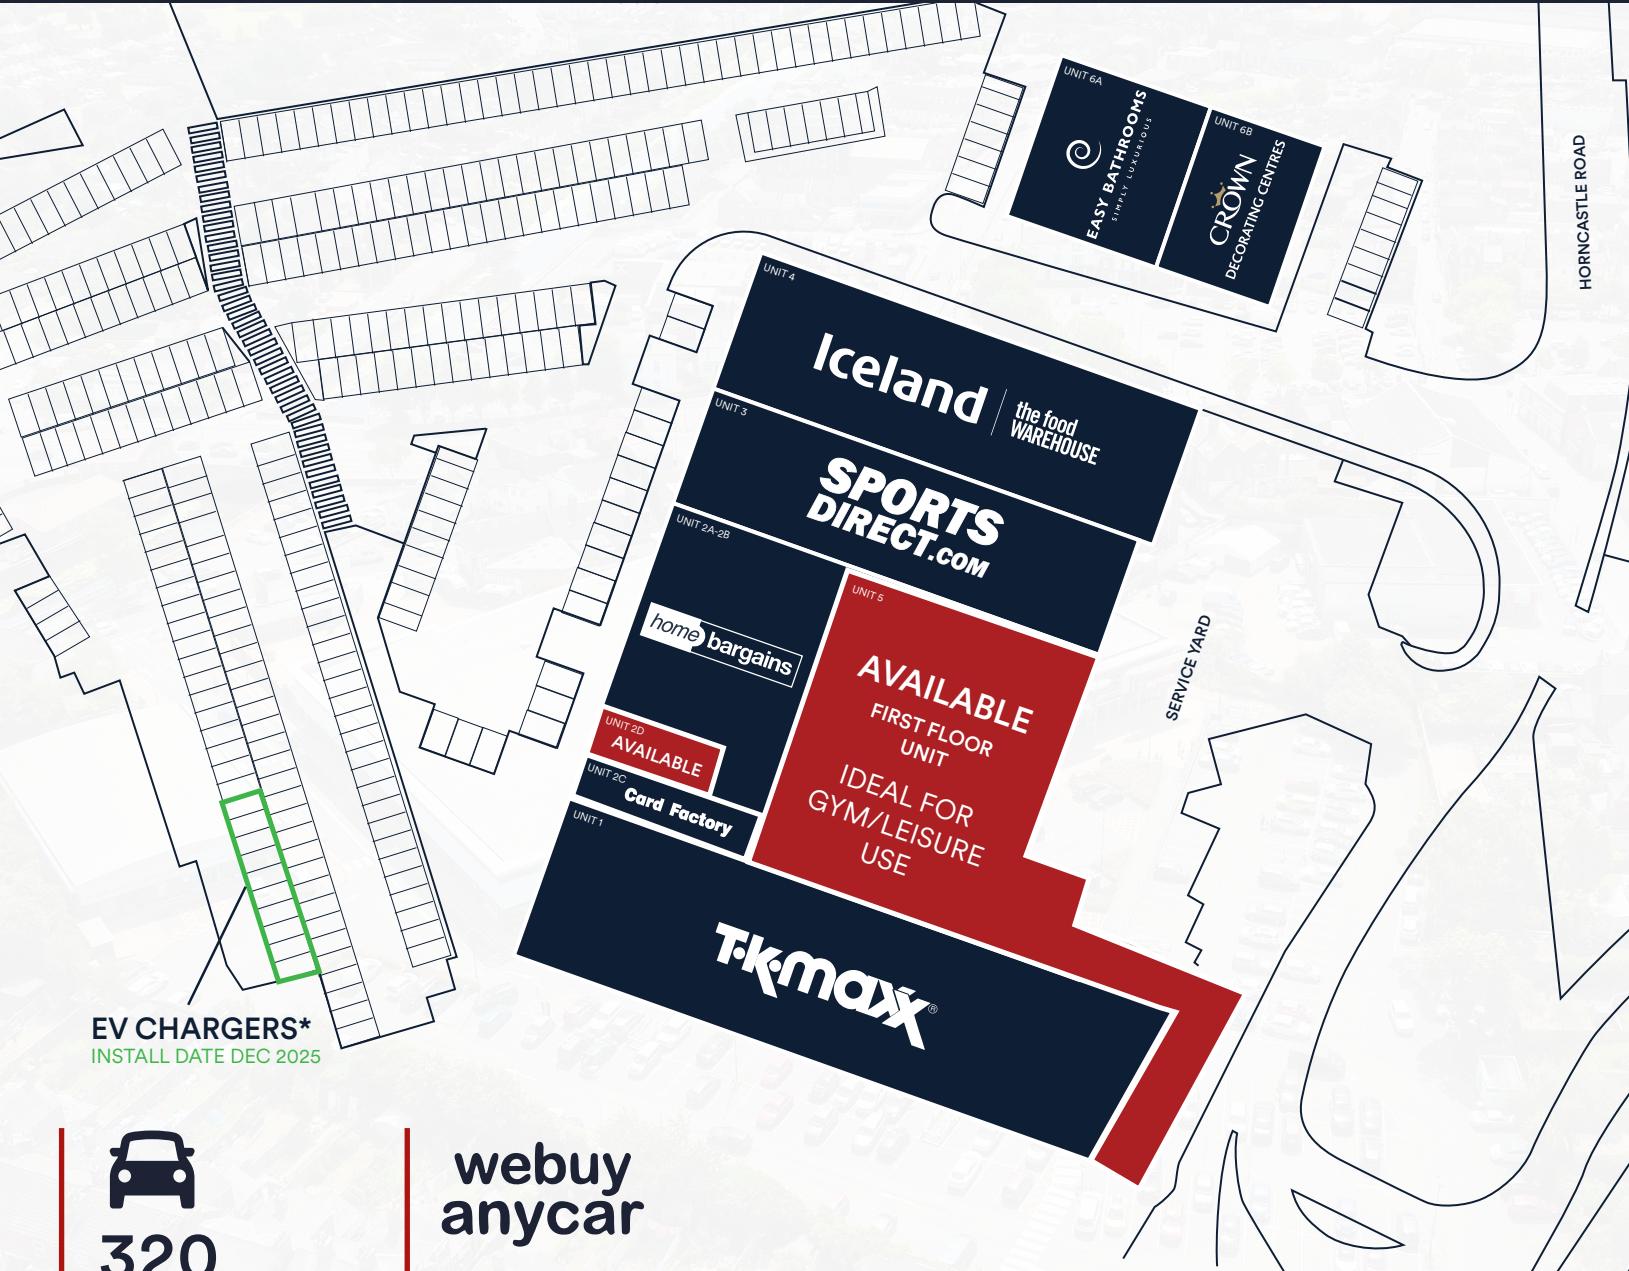 UNIT 6A
EASY BATHROOMS
SIMPLY LUXURIOUS
UNIT 6B
CROWN
DECORATING CENTRES
HORNCASTLE ROAD
UNIT 4
Iceland
the food
WAREHOUSE
UNIT 3
SPORTS
DIRECT.COM
UNIT 2A-2B
home bargains
UNIT 5
AVAILABLE
FIRST FLOOR
UNIT
IDEAL FOR
GYM/LEISURE
USE
SERVICE YARD
UNIT 2D
AVAILABLE
UNIT 2C
Card Factory
UNIT 1
T·K·maxx®
EV CHARGERS*
INSTALL DATE DEC 2025
320
webuy
anycar